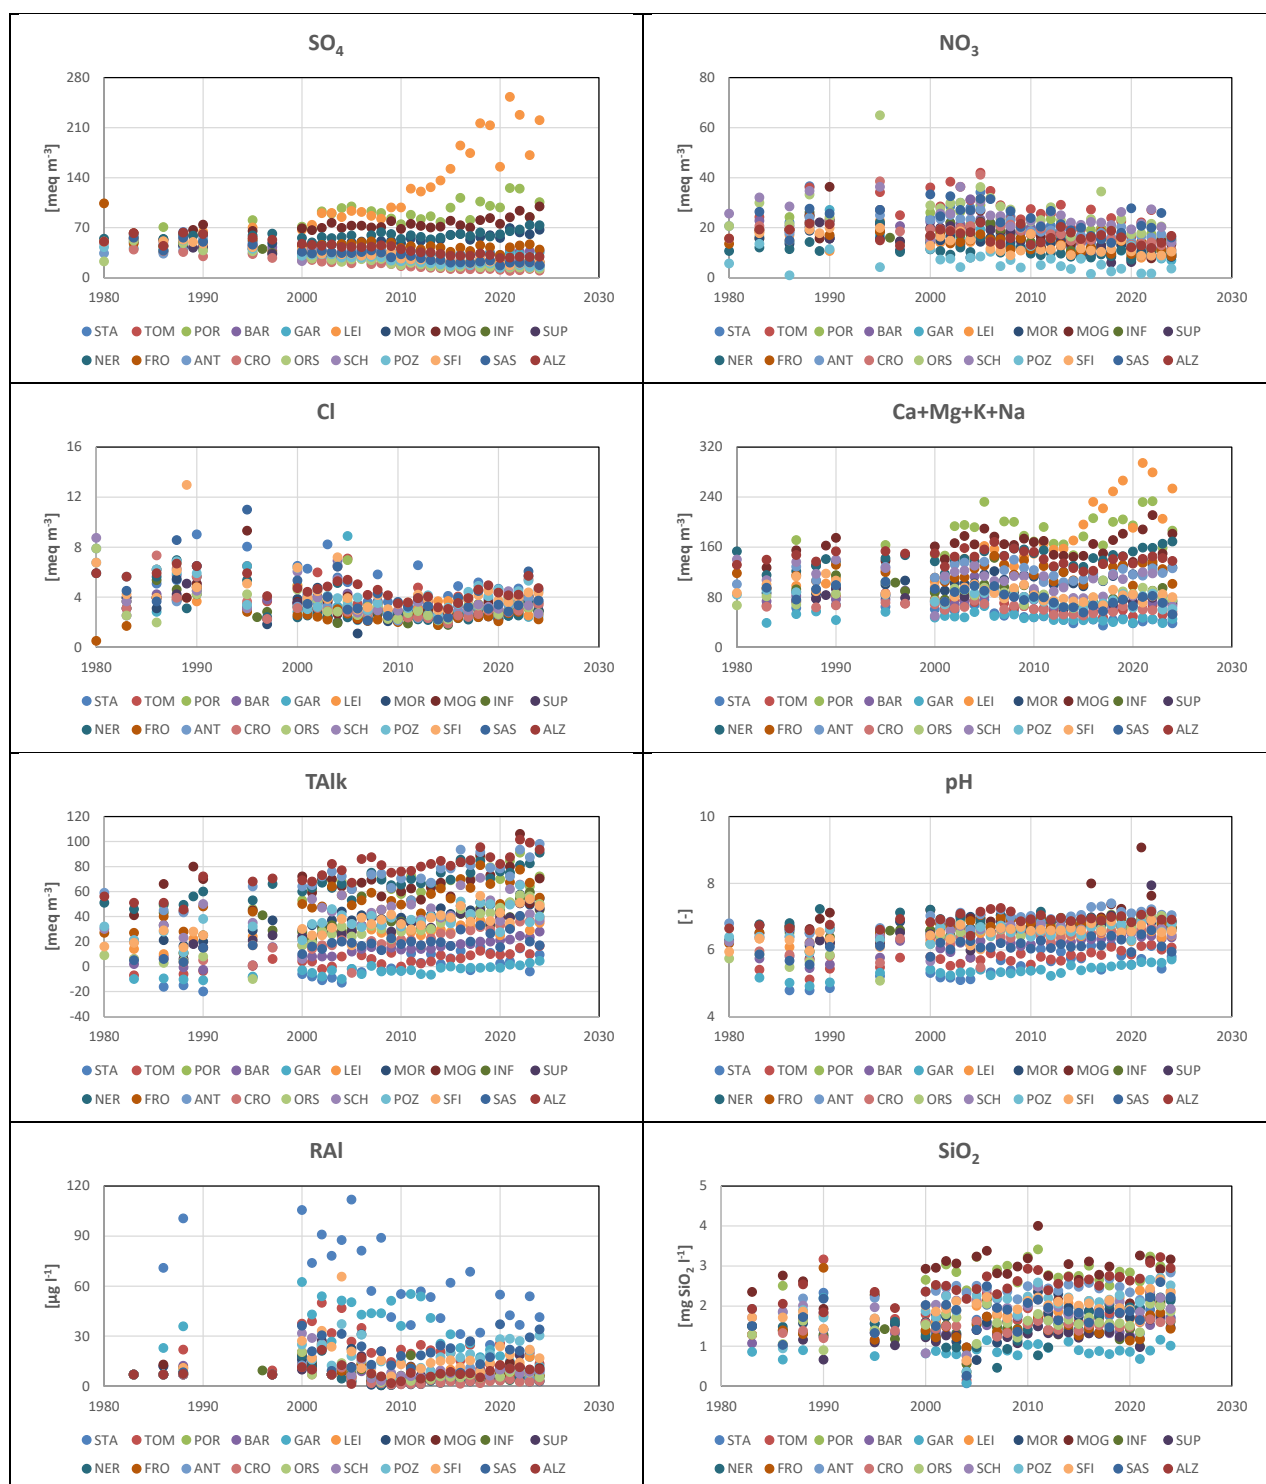 SO₄
[meq m⁻³]
280
210
140
70
0
1980 1990 2000 2010 2020 2030
STA TOM POR BAR GAR LEI MOR MOG INF SUP
NER FRO ANT CRO ORS SCH POZ SFI SAS ALZ
NO₃
[meq m⁻³]
80
60
40
20
0
1980 1990 2000 2010 2020 2030
STA TOM POR BAR GAR LEI MOR MOG INF SUP
NER FRO ANT CRO ORS SCH POZ SFI SAS ALZ
Cl
[meq m⁻³]
16
12
8
4
0
1980 1990 2000 2010 2020 2030
STA TOM POR BAR GAR LEI MOR MOG INF SUP
NER FRO ANT CRO ORS SCH POZ SFI SAS ALZ
Ca+Mg+K+Na
[meq m⁻³]
320
240
160
80
0
1980 1990 2000 2010 2020 2030
STA TOM POR BAR GAR LEI MOR MOG INF SUP
NER FRO ANT CRO ORS SCH POZ SFI SAS ALZ
TAlk
[meq m⁻³]
120
100
80
60
40
20
0
-20
-40
1980 1990 2000 2010 2020 2030
STA TOM POR BAR GAR LEI MOR MOG INF SUP
NER FRO ANT CRO ORS SCH POZ SFI SAS ALZ
pH
[-]
10
8
6
4
1980 1990 2000 2010 2020 2030
STA TOM POR BAR GAR LEI MOR MOG INF SUP
NER FRO ANT CRO ORS SCH POZ SFI SAS ALZ
RAl
[µg l⁻¹]
120
90
60
30
0
1980 1990 2000 2010 2020 2030
STA TOM POR BAR GAR LEI MOR MOG INF SUP
NER FRO ANT CRO ORS SCH POZ SFI SAS ALZ
SiO₂
[mg SiO₂ l⁻¹]
5
4
3
2
1
0
1980 1990 2000 2010 2020 2030
STA TOM POR BAR GAR LEI MOR MOG INF SUP
NER FRO ANT CRO ORS SCH POZ SFI SAS ALZ